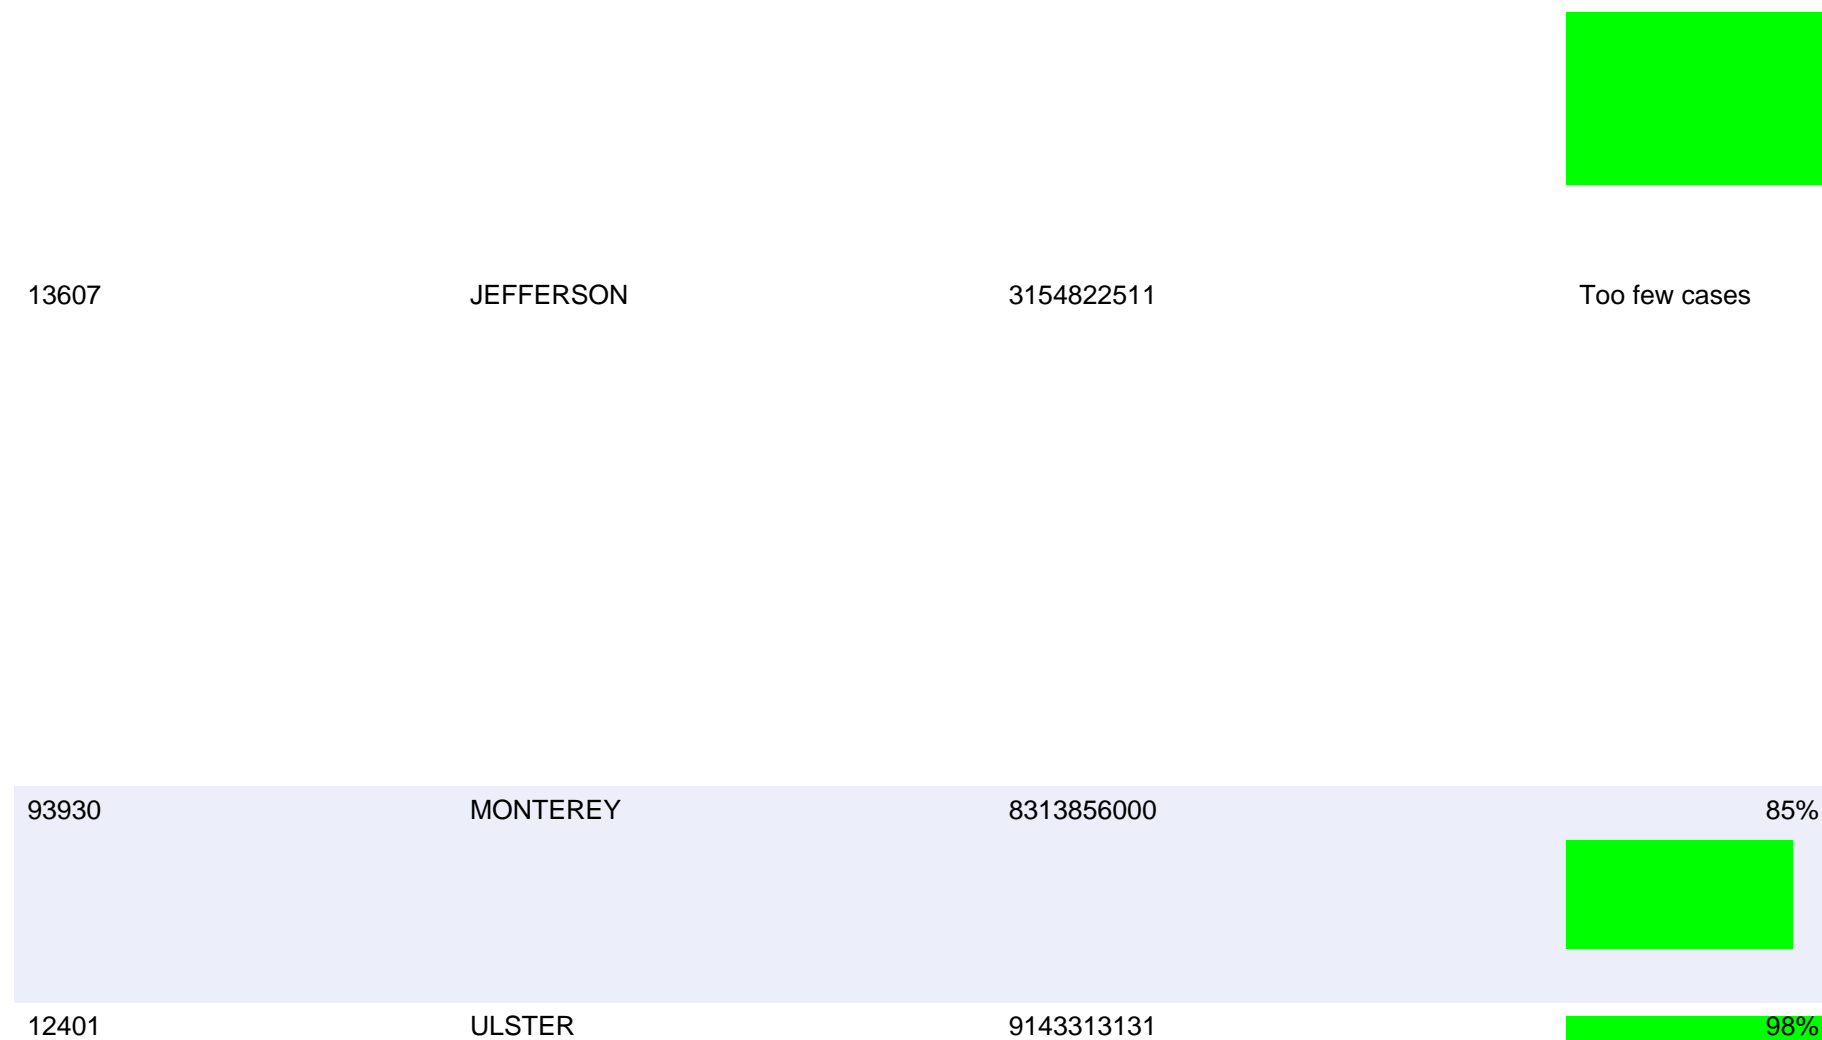 13607 JEFFERSON 3154822511 Too few cases
93930 MONTEREY 8313856000 85%
12401 ULSTER 9143313131 98%